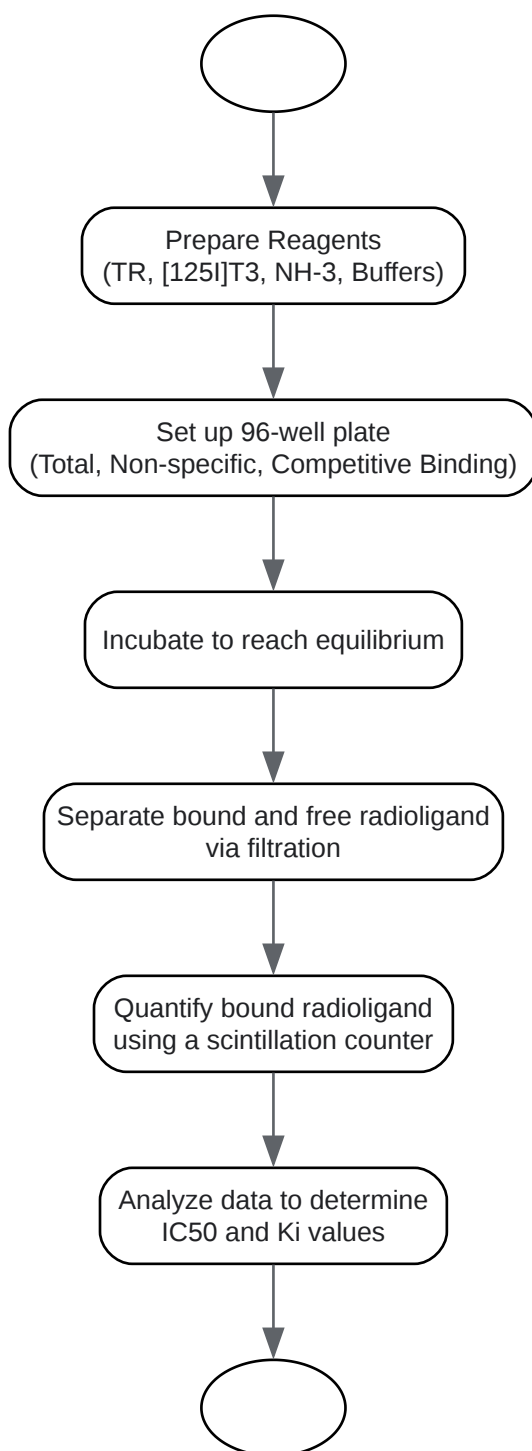 Prepare Reagents
(TR, [125I]T3, NH-3, Buffers)
Set up 96-well plate
(Total, Non-specific, Competitive Binding)
Incubate to reach equilibrium
Separate bound and free radioligand
via filtration
Quantify bound radioligand
using a scintillation counter
Analyze data to determine
IC50 and Ki values